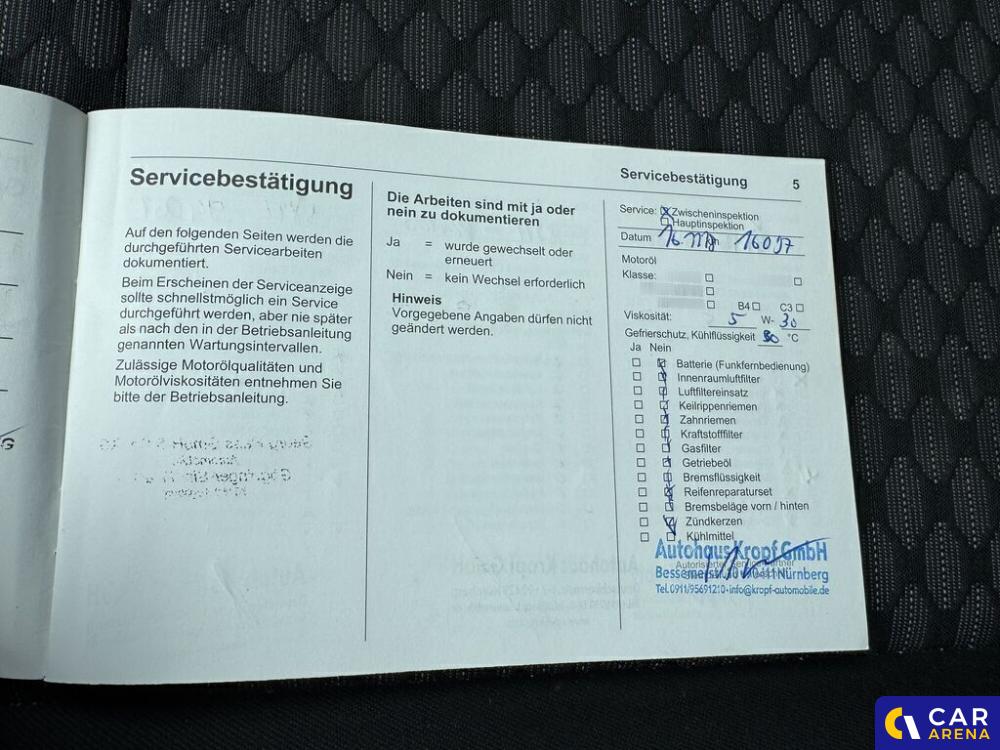 Servicebestätigung
Auf den folgenden Seiten werden die
durchgeführten Servicearbeiten
dokumentiert.
Beim Erscheinen der Serviceanzeige
sollte schnellstmöglich ein Service
durchgeführt werden, aber nie später
als nach den in der Betriebsanleitung
genannten Wartungsintervallen.
Zulässige Motorölqualitäten und
Motorölviskositäten entnehmen Sie
bitte der Betriebsanleitung.
Die Arbeiten sind mit ja oder
nein zu dokumentieren
Ja = wurde gewechselt oder
erneuert
Nein = kein Wechsel erforderlich
Hinweis
Vorgegebene Angaben dürfen nicht
geändert werden.
Servicebestätigung 5
Service: Zwischeninspektion
Hauptinspektion
Datum
Motoröl
Klasse:
B4 C3
Viskosität: 5 W- 30
Gefrierschutz, Kühlflüssigkeit °C
Ja Nein
Batterie (Funkfernbedienung)
Innenraumluftfilter
Luftfiltereinsatz
Keilrippenriemen
Zahnriemen
Kraftstofffilter
Gasfilter
Getriebeöl
Bremsflüssigkeit
Reifenreparaturset
Bremsbeläge vorn / hinten
Zündkerzen
Kühlmittel
Autohaus Kropf GmbH
90411 Nürnberg
Tel. 0911/95691210 - info@kropf-automobile.de
CAR
ARENA